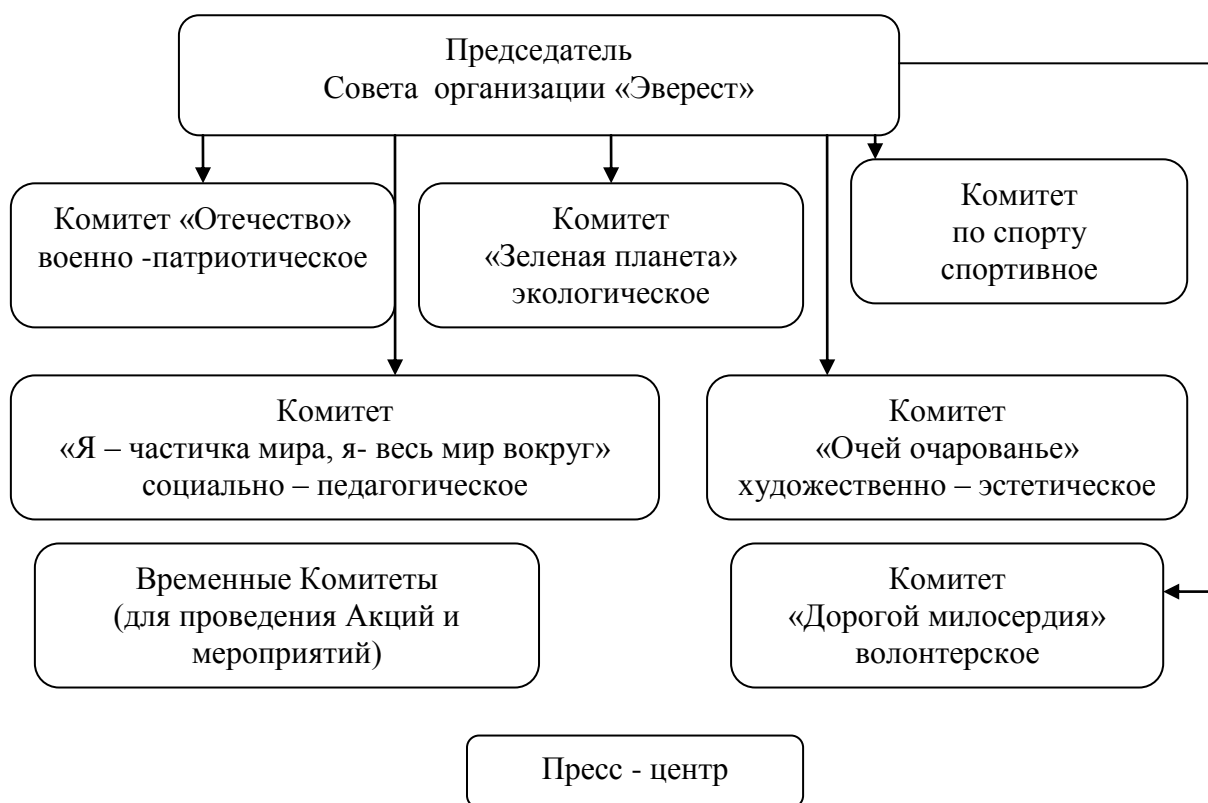 Председатель
Совета организации «Эверест»
Комитет «Отечество»
военно -патриотическое
Комитет
«Зеленая планета»
экологическое
Комитет
по спорту
спортивное
Комитет
«Я – частичка мира, я- весь мир вокруг»
социально – педагогическое
Комитет
«Очей очарованье»
художественно – эстетическое
Временные Комитеты
(для проведения Акций и
мероприятий)
Комитет
«Дорогой милосердия»
волонтерское
Пресс - центр